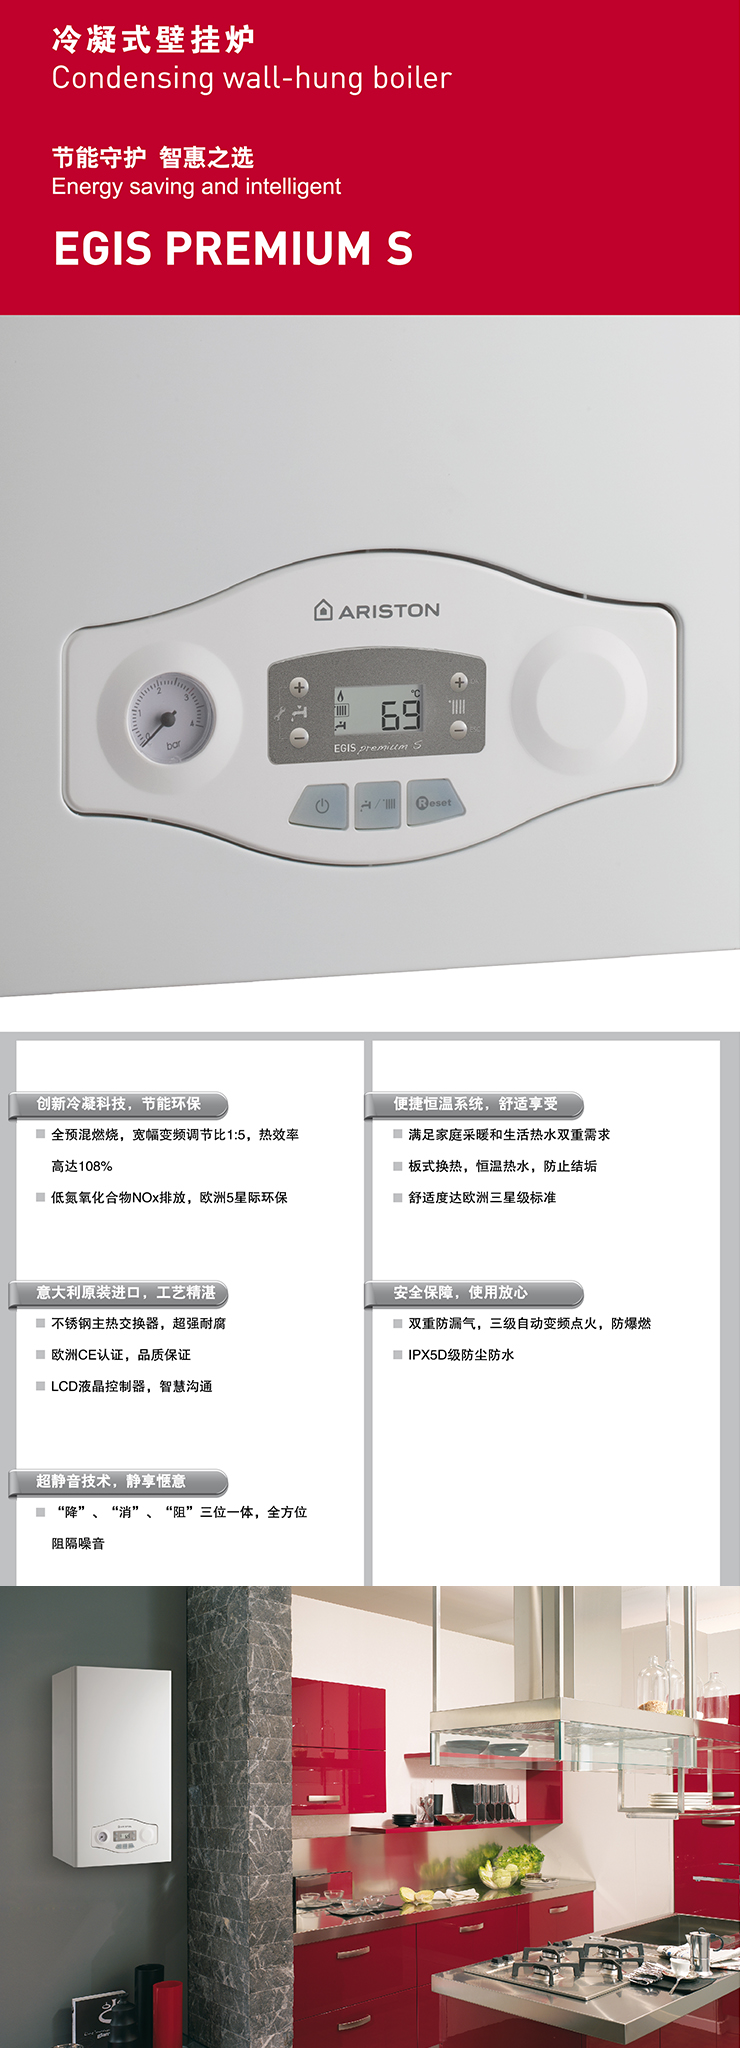 冷凝式壁挂炉
Condensing wall-hung boiler
节能守护 智惠之选
Energy saving and intelligent
EGIS PREMIUM S
ARISTON
0 1 2 3 4
bar
°C
69
EGIS premium S
Reset
创新冷凝科技，节能环保
全预混燃烧，宽幅变频调节比1:5，热效率
高达108%
低氮氧化合物NOx排放，欧洲5星际环保
意大利原装进口，工艺精湛
不锈钢主热交换器，超强耐腐
欧洲CE认证，品质保证
LCD液晶控制器，智慧沟通
超静音技术，静享惬意
“降”、“消”、“阻”三位一体，全方位
阻隔噪音
便捷恒温系统，舒适享受
满足家庭采暖和生活热水双重需求
板式换热，恒温热水，防止结垢
舒适度达欧洲三星级标准
安全保障，使用放心
双重防漏气，三级自动变频点火，防爆燃
IPX5D级防尘防水